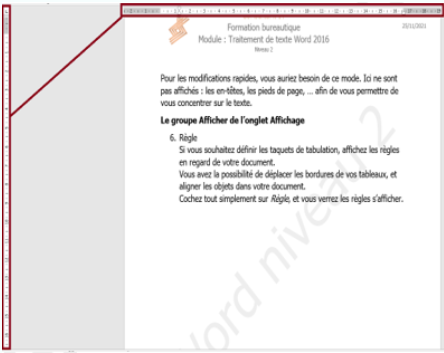 Formation bureautique
25/11/2021
Module : Traitement de texte Word 2016
Niveau 2
Pour les modifications rapides, vous auriez besoin de ce mode. Ici ne sont
pas affichés : les en-têtes, les pieds de page, … afin de vous permettre de
vous concentrer sur le texte.
Le groupe Afficher de l'onglet Affichage
6. Règle
Si vous souhaitez définir les taquets de tabulation, affichez les règles
en regard de votre document.
Vous avez la possibilité de déplacer les bordures de vos tableaux, et
aligner les objets dans votre document.
Cochez tout simplement sur Règle, et vous verrez les règles s'afficher.
Word niveau 2